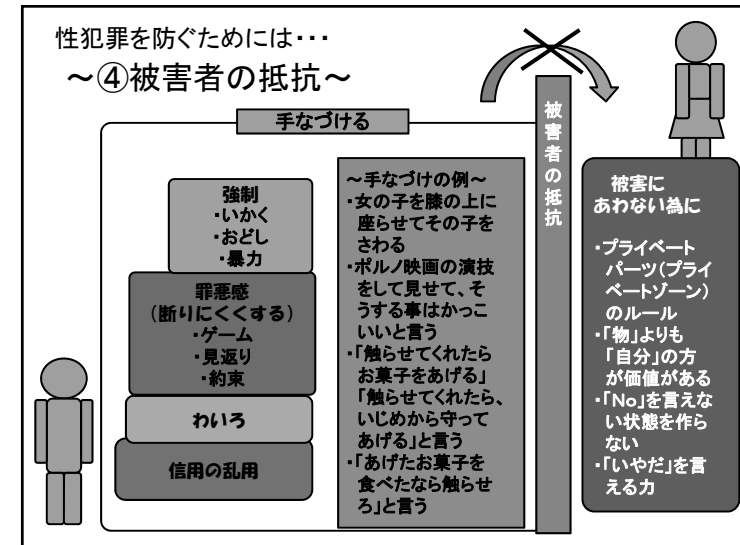 性犯罪を防ぐためには・・・
~④被害者の抵抗~
手なづける
強制
・いかく
・おどし
・暴力
罪悪感
(断りにくくする)
・ゲーム
・見返り
・約束
わいろ
信用の乱用
~手なづけの例~
・女の子を膝の上に
座らせてその子を
さわる
・ポルノ映画の演技
をして見せて、そ
うする事はかっこ
いいと言う
・「触らせてくれたら
お菓子をあげる」
「触らせてくれたら、
いじめから守って
あげる」と言う
・「あげたお菓子を
食べたなら触らせ
ろ」と言う
被害者の抵抗
被害に
あわない為に
・プライベート
パーツ(プライ
ベートゾーン)
のルール
・「物」よりも
「自分」の方
が価値がある
・「No」を言えな
い状態を作ら
ない
・「いやだ」を言
える力